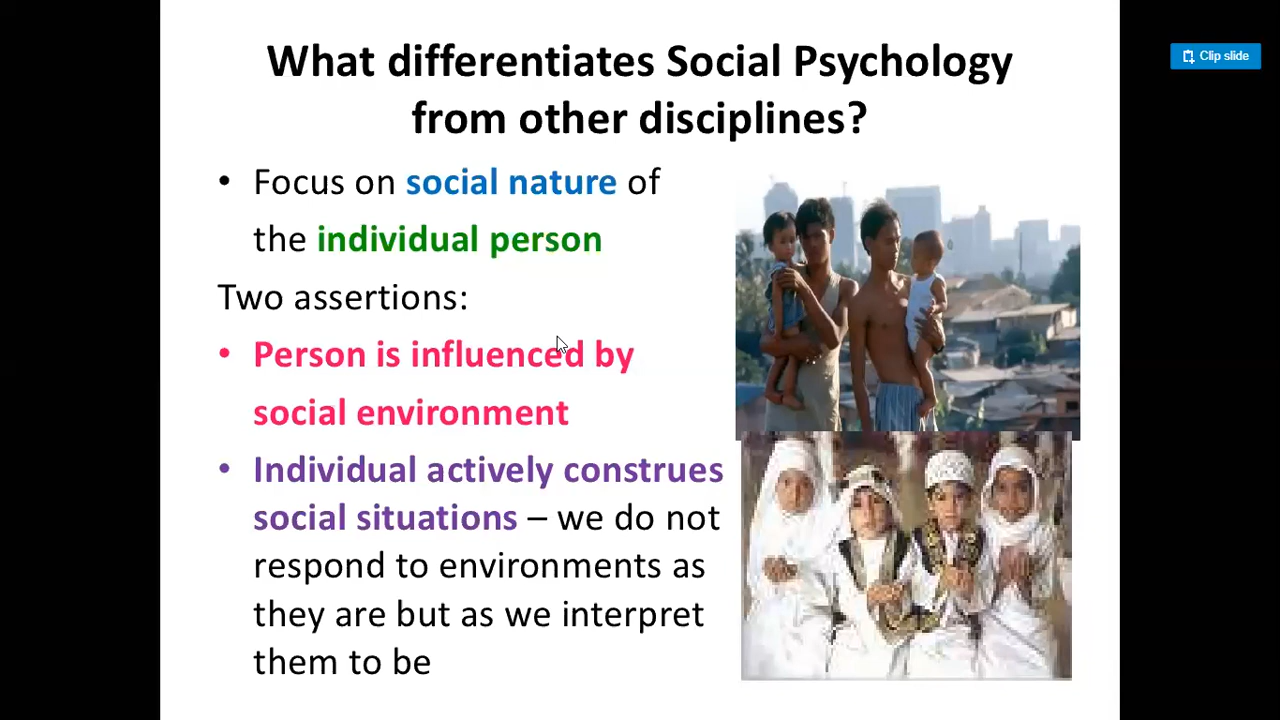 What differentiates Social Psychology
from other disciplines?
Clip slide
• Focus on social nature of
the individual person
Two assertions:
• Person is influenced by
social environment
• Individual actively construes
social situations – we do not
respond to environments as
they are but as we interpret
them to be